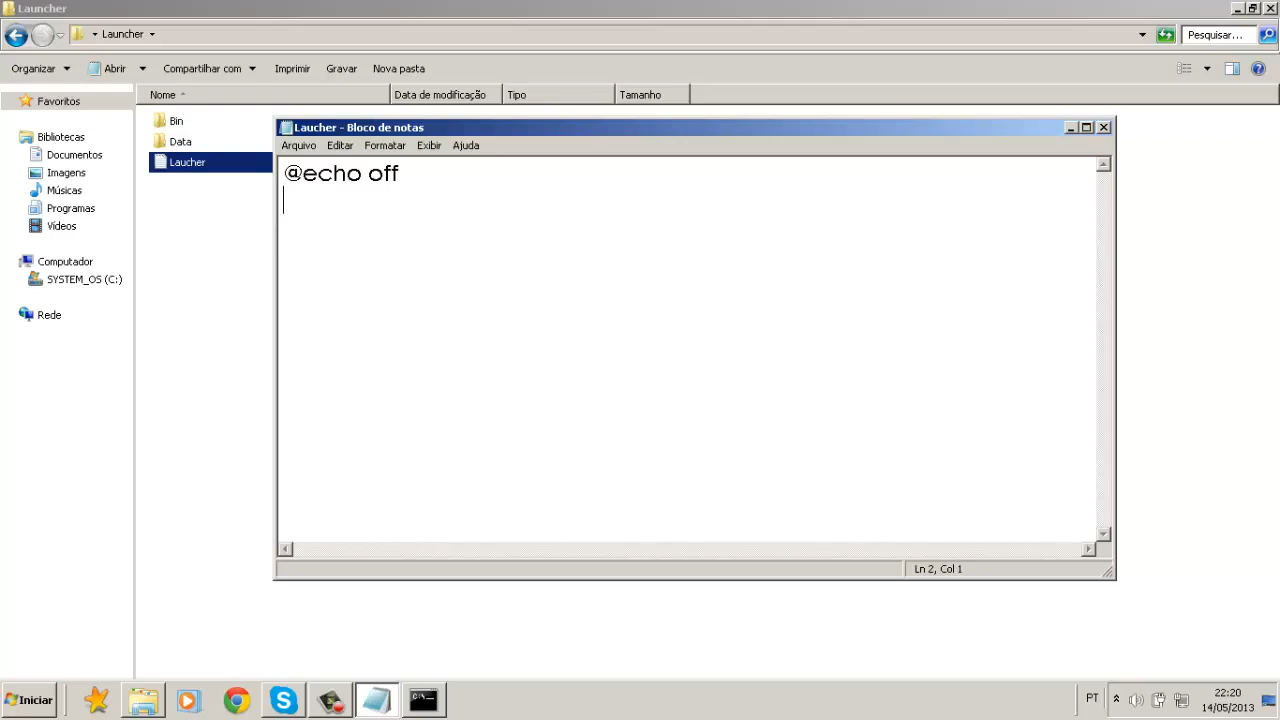 Launcher
Launcher
Pesquisar...
Organizar
Abrir
Compartilhar com
Imprimir
Gravar
Nova pasta
Favoritos
Bibliotecas
Documentos
Imagens
Músicas
Programas
Vídeos
Computador
SYSTEM_OS (C:)
Rede
Nome
Data de modificação
Tipo
Tamanho
Bin
Data
Laucher
Laucher - Bloco de notas
Arquivo
Editar
Formatar
Exibir
Ajuda
@echo off
Ln 2, Col 1
Iniciar
PT
22:20
14/05/2013